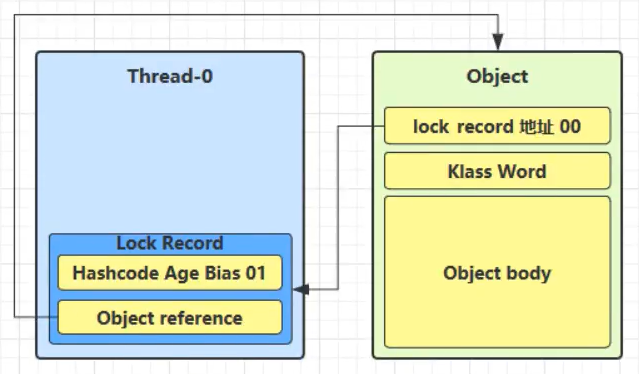 Thread-0
Lock Record
Hashcode Age Bias 01
Object reference
Object
lock record 地址 00
Klass Word
Object body